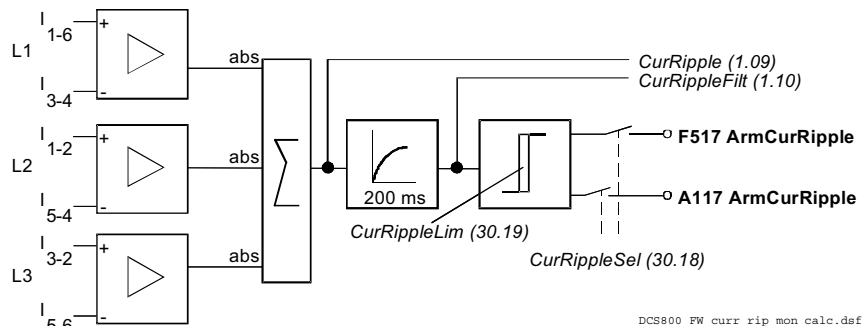 I 1-6
+
L1
abs
I 3-4
-
I 1-2
+
L2
abs
I 5-4
-
I 3-2
+
L3
abs
I 5-6
-
200 ms
CurRipple (1.09)
CurRippleFilt (1.10)
F517 ArmCurRipple
A117 ArmCurRipple
CurRippleLim (30.19)
CurRippleSel (30.18)
DCS800 FW curr rip mon calc.dsf